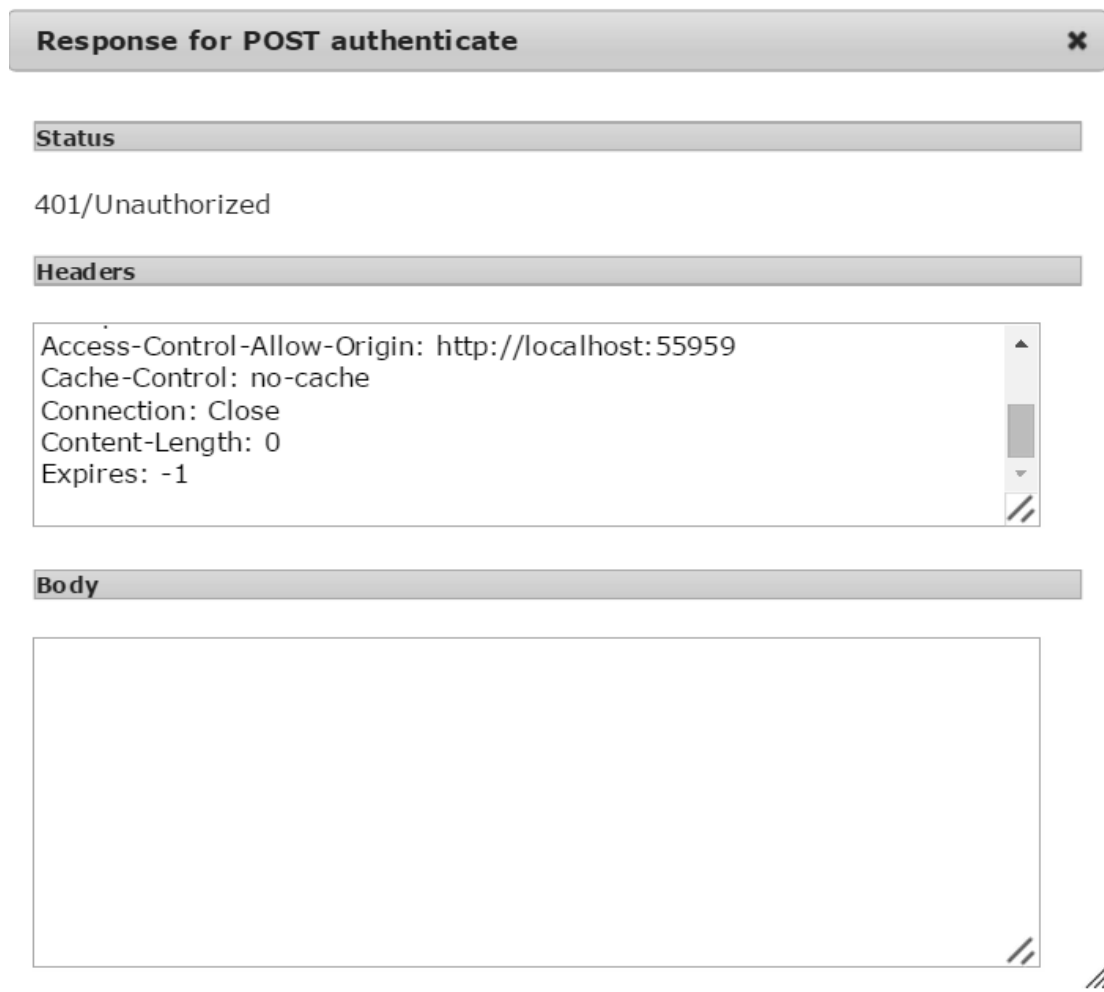 Response for POST authenticate
Status
401/Unauthorized
Headers
Access-Control-Allow-Origin: http://localhost:55959
Cache-Control: no-cache
Connection: Close
Content-Length: 0
Expires: -1
Body